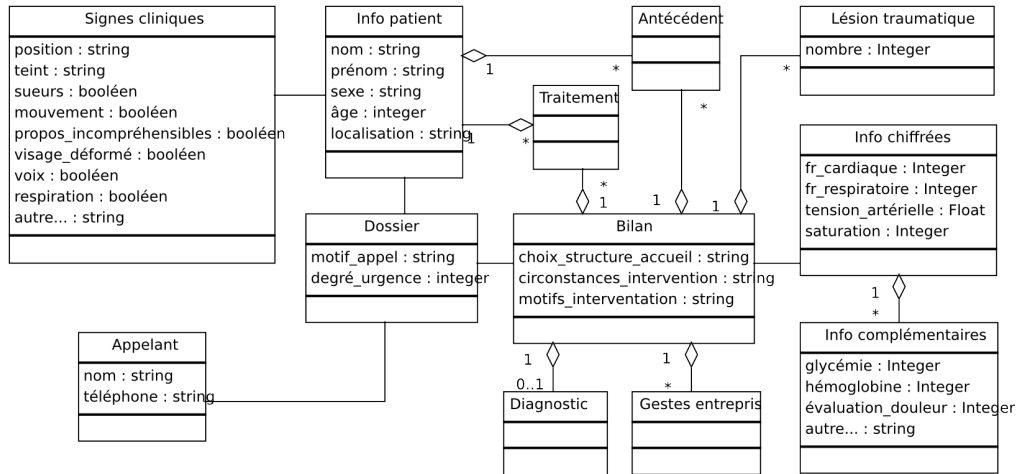 Signes cliniques
position : string
teint : string
sueurs : booléen
mouvement : booléen
propos_incompréhensibles : booléen
visage_déformé : booléen
voix : booléen
respiration : booléen
autre... : string
Info patient
nom : string
prénom : string
sexe : string
âge : integer
localisation : string
1
*
1
*
Antécédent
Traitement
Lésion traumatique
nombre : Integer
*
1
*
1
*
1
Info chiffrées
fr_cardiaque : Integer
fr_respiratoire : Integer
tension_artérielle : Float
saturation : Integer
Dossier
motif_appel : string
degré_urgence : integer
Bilan
choix_structure_accueil : string
circonstances_intervention : string
motifs_interventation : string
1
*
Appelant
nom : string
téléphone : string
1
0..1
Diagnostic
1
*
Gestes entrepris
Info complémentaires
glycémie : Integer
hémoglobine : Integer
évaluation_douleur : Integer
autre... : string